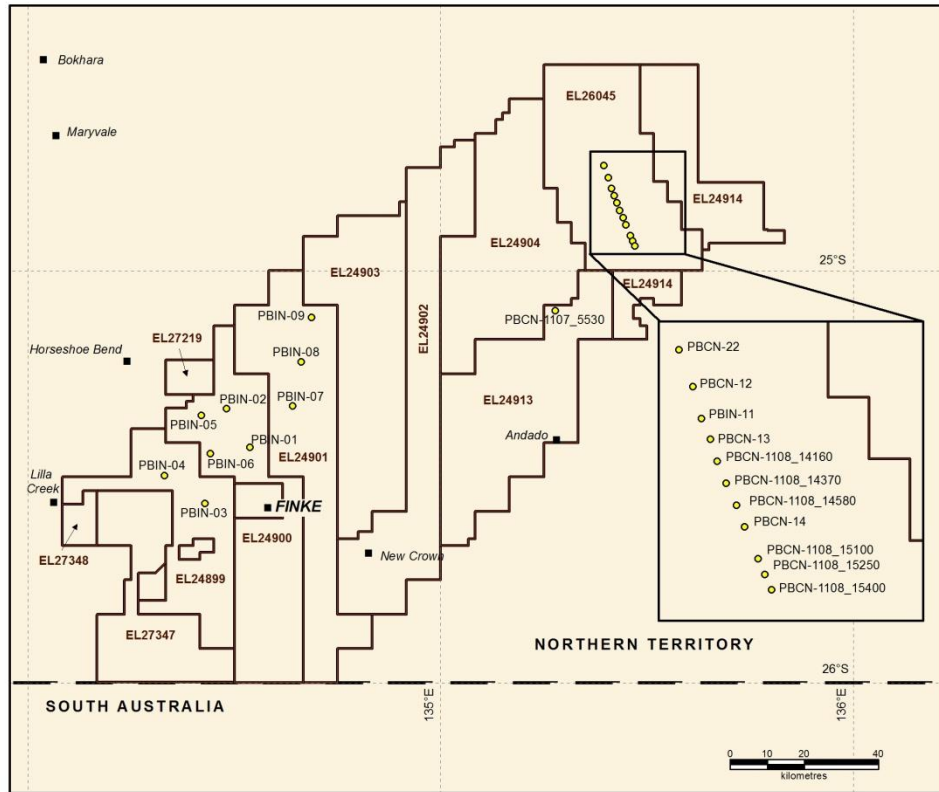 Bokhara
EL26045
Maryvale
EL24914
EL24904
EL24903
25°S
EL24914
EL24902
PBIN-09
PBCN-1107_5530
EL27219
Horseshoe Bend
PBIN-08
PBCN-22
PBCN-12
PBIN-02
PBIN-07
EL24913
PBIN-05
PBIN-11
Andado
PBCN-13
PBIN-01
EL24901
PBIN-06
PBCN-1108_14160
PBIN-04
Lilla
Creek
PBCN-1108_14370
PBIN-03
FINKE
PBCN-1108_14580
PBCN-14
EL24900
New Crown
EL27348
PBCN-1108_15100
PBCN-1108_15250
EL24899
PBCN-1108_15400
EL27347
NORTHERN TERRITORY
26°S
SOUTH AUSTRALIA
135°E
136°E
0 10 20 40
kilometres